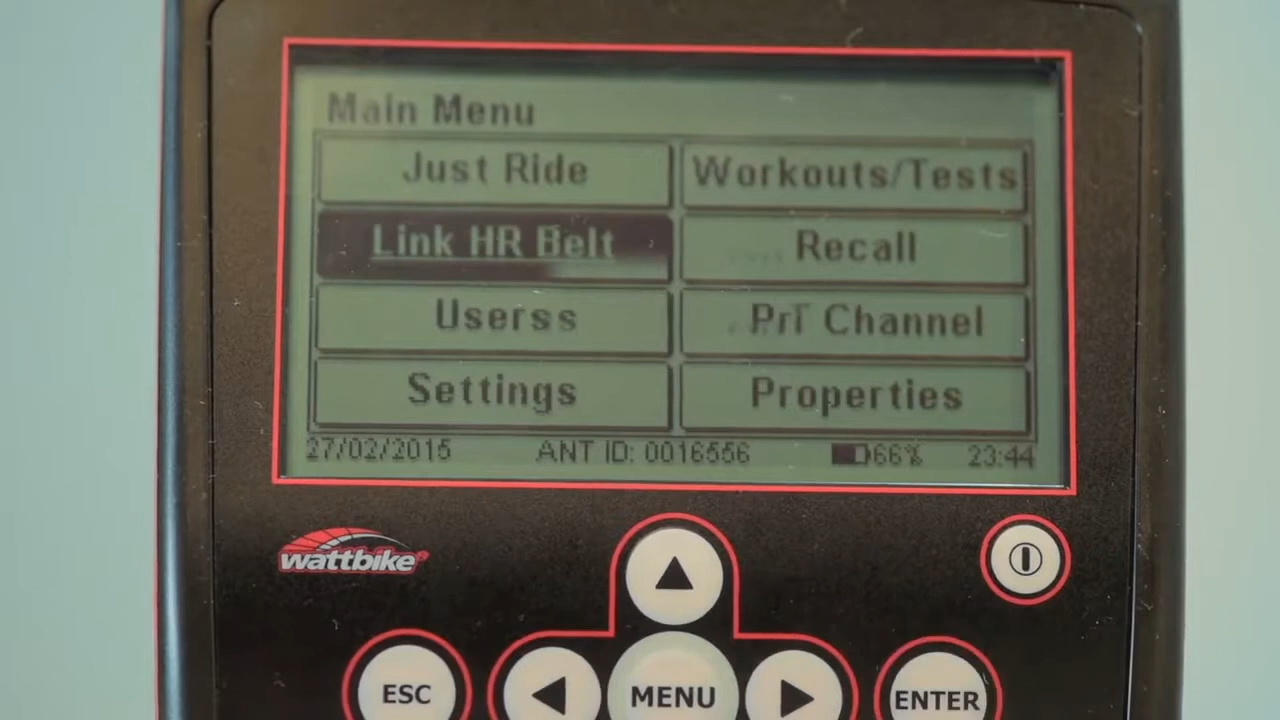 Main Menu
Just Ride Workouts/Tests
Link HR Belt Recall
Userss PrT Channel
Settings Properties
27/02/2015 ANT ID: 0016556 66% 23:44
wattbike
ESC MENU ENTER